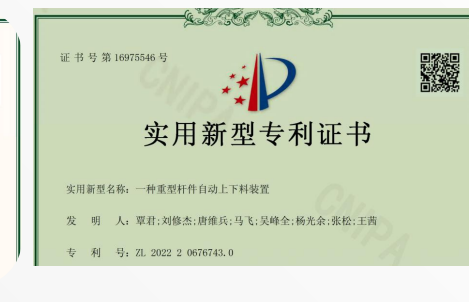 证书号第16975546号
CNIPA
实用新型专利证书
实用新型名称：一种重型杆件自动上下料装置
CNIPA
发明人：覃君;刘修杰;唐维兵;马飞;吴峰全;杨光余;张松;王茜
专利号：ZL 2022 2 0676743.0